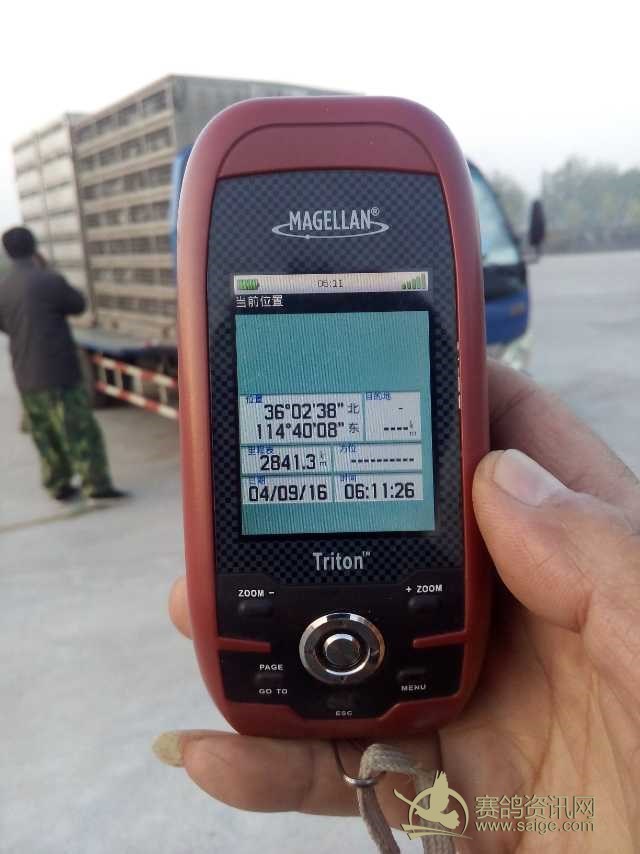 MAGELLAN®
06:11
当前位置
位置
目的地
36°02'38" 北
-
114°40'08" 东
----
里程表
方位
2841.3 km
----------
日期
时间
04/09/16
06:11:26
Triton™
ZOOM −
+ ZOOM
PAGE
GO TO
MENU
ESC
赛鸽资讯网
www.saige.com